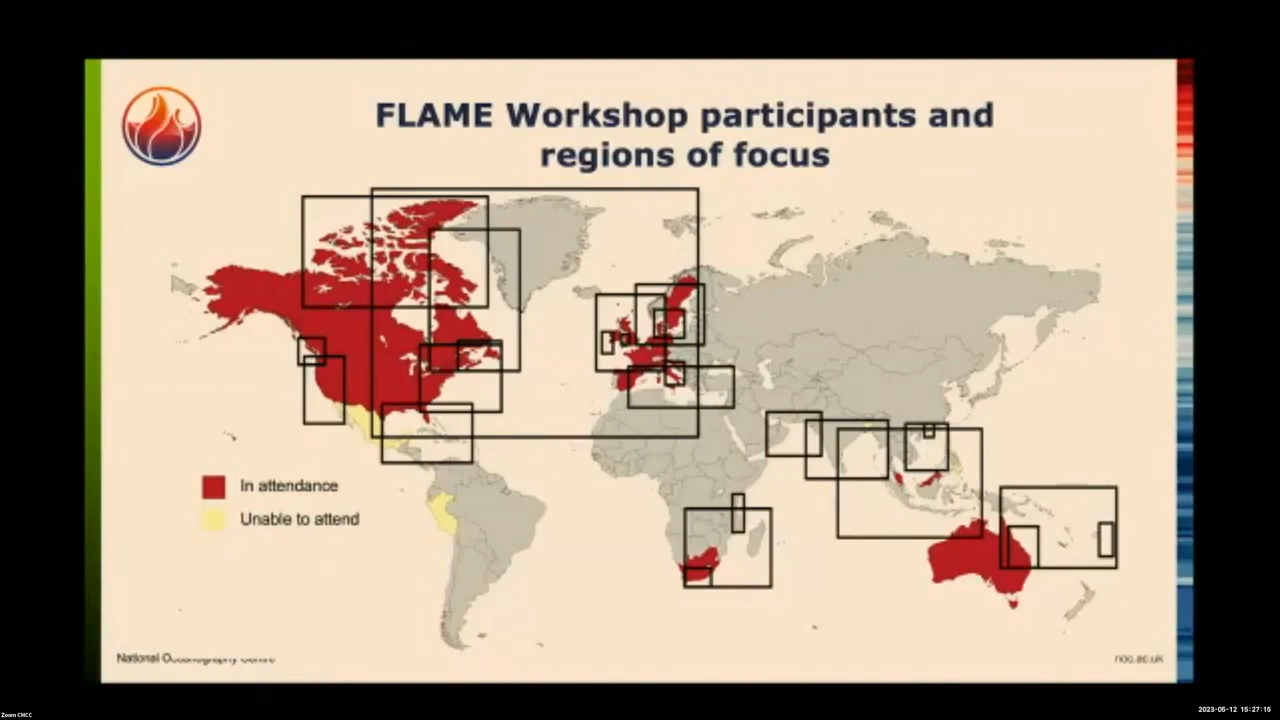 FLAME Workshop participants and
regions of focus
In attendance
Unable to attend
National Oceanography Centre
noc.ac.uk
Zoom CMCC
2023-05-12 15:27:15